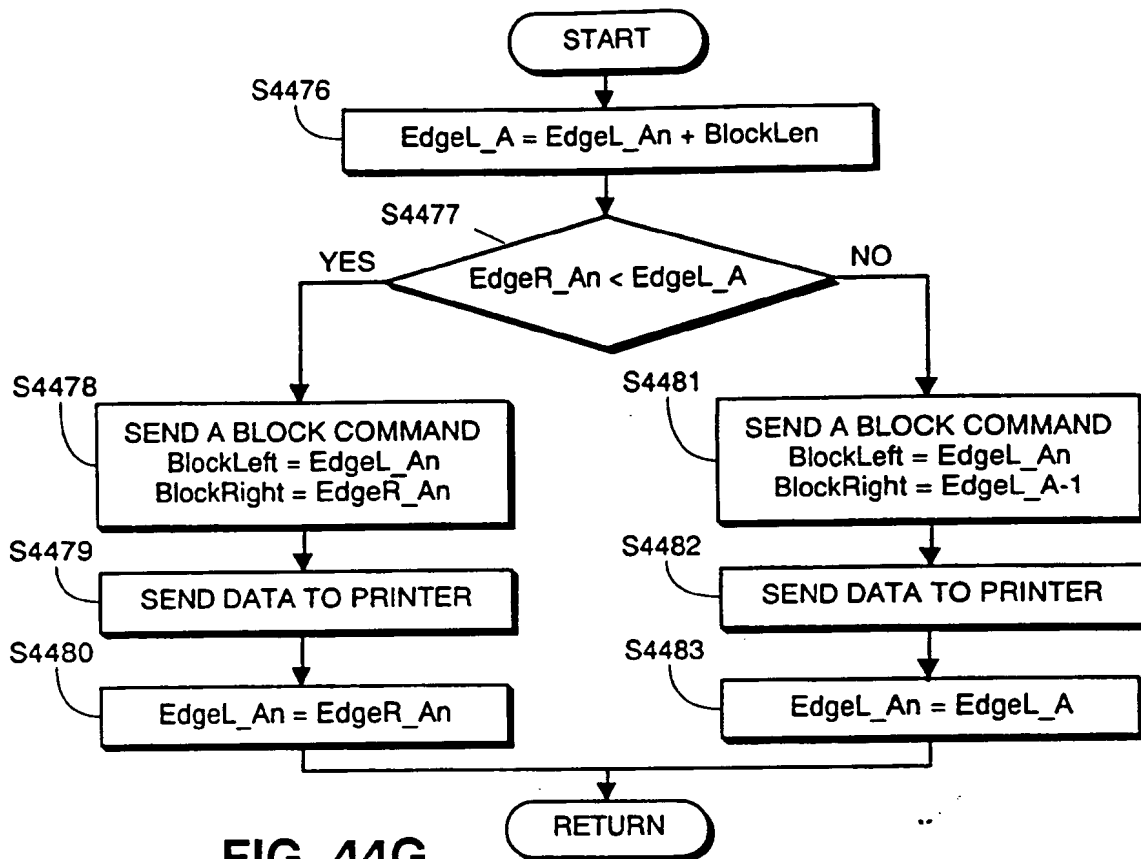 START
S4476
EdgeL_A = EdgeL_An + BlockLen
S4477
YES
EdgeR_An < EdgeL_A
NO
S4478
SEND A BLOCK COMMAND
BlockLeft = EdgeL_An
BlockRight = EdgeR_An
S4481
SEND A BLOCK COMMAND
BlockLeft = EdgeL_An
BlockRight = EdgeL_A-1
S4479
SEND DATA TO PRINTER
S4482
SEND DATA TO PRINTER
S4480
EdgeL_An = EdgeR_An
S4483
EdgeL_An = EdgeL_A
RETURN
FIG. 44G